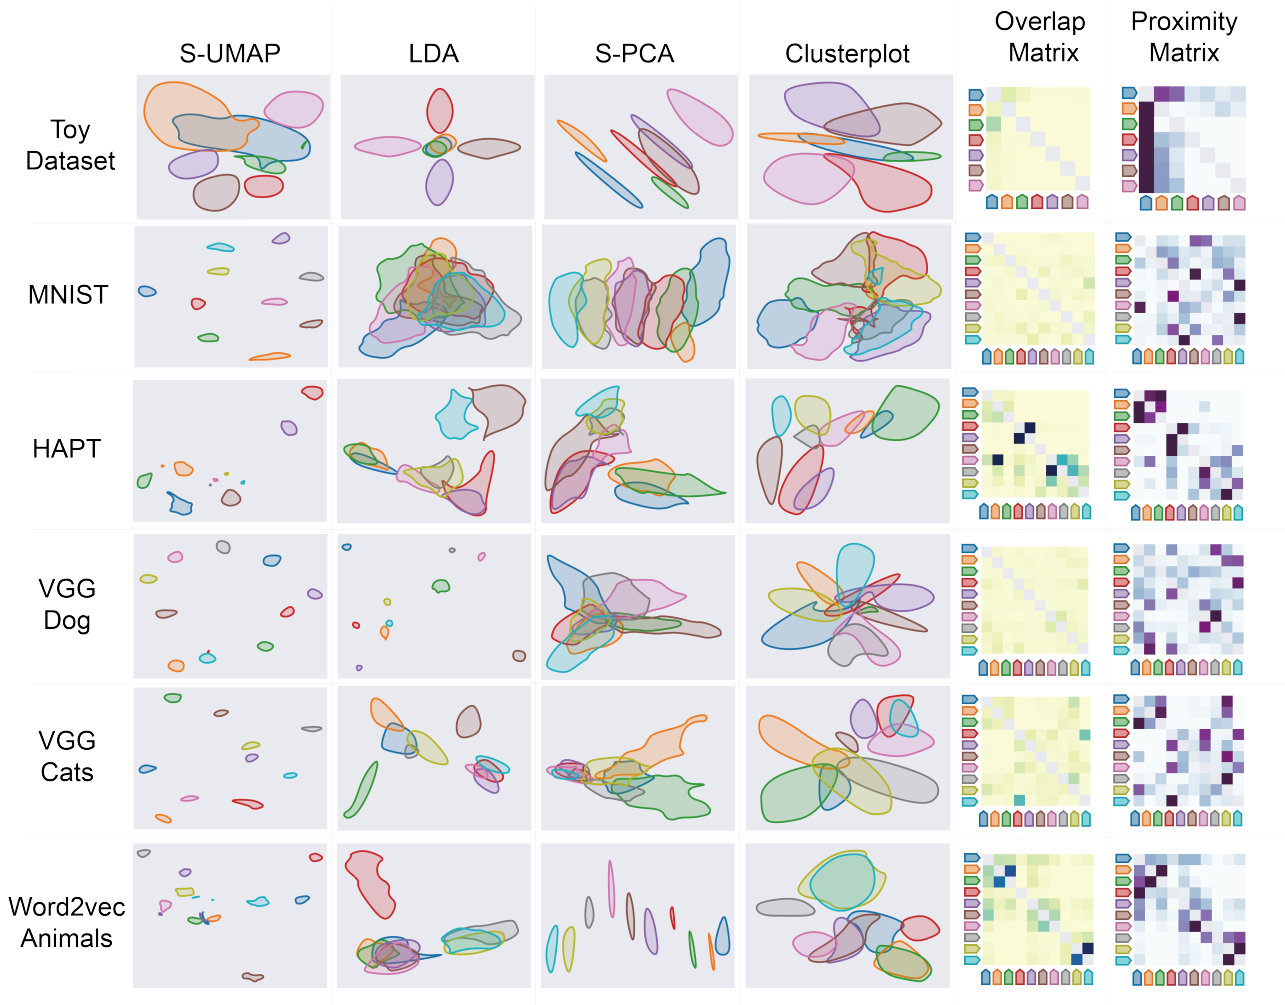 S-UMAP
LDA
S-PCA
Clusterplot
Overlap
Matrix
Proximity
Matrix
Toy
Dataset
MNIST
HAPT
VGG
Dog
VGG
Cats
Word2vec
Animals